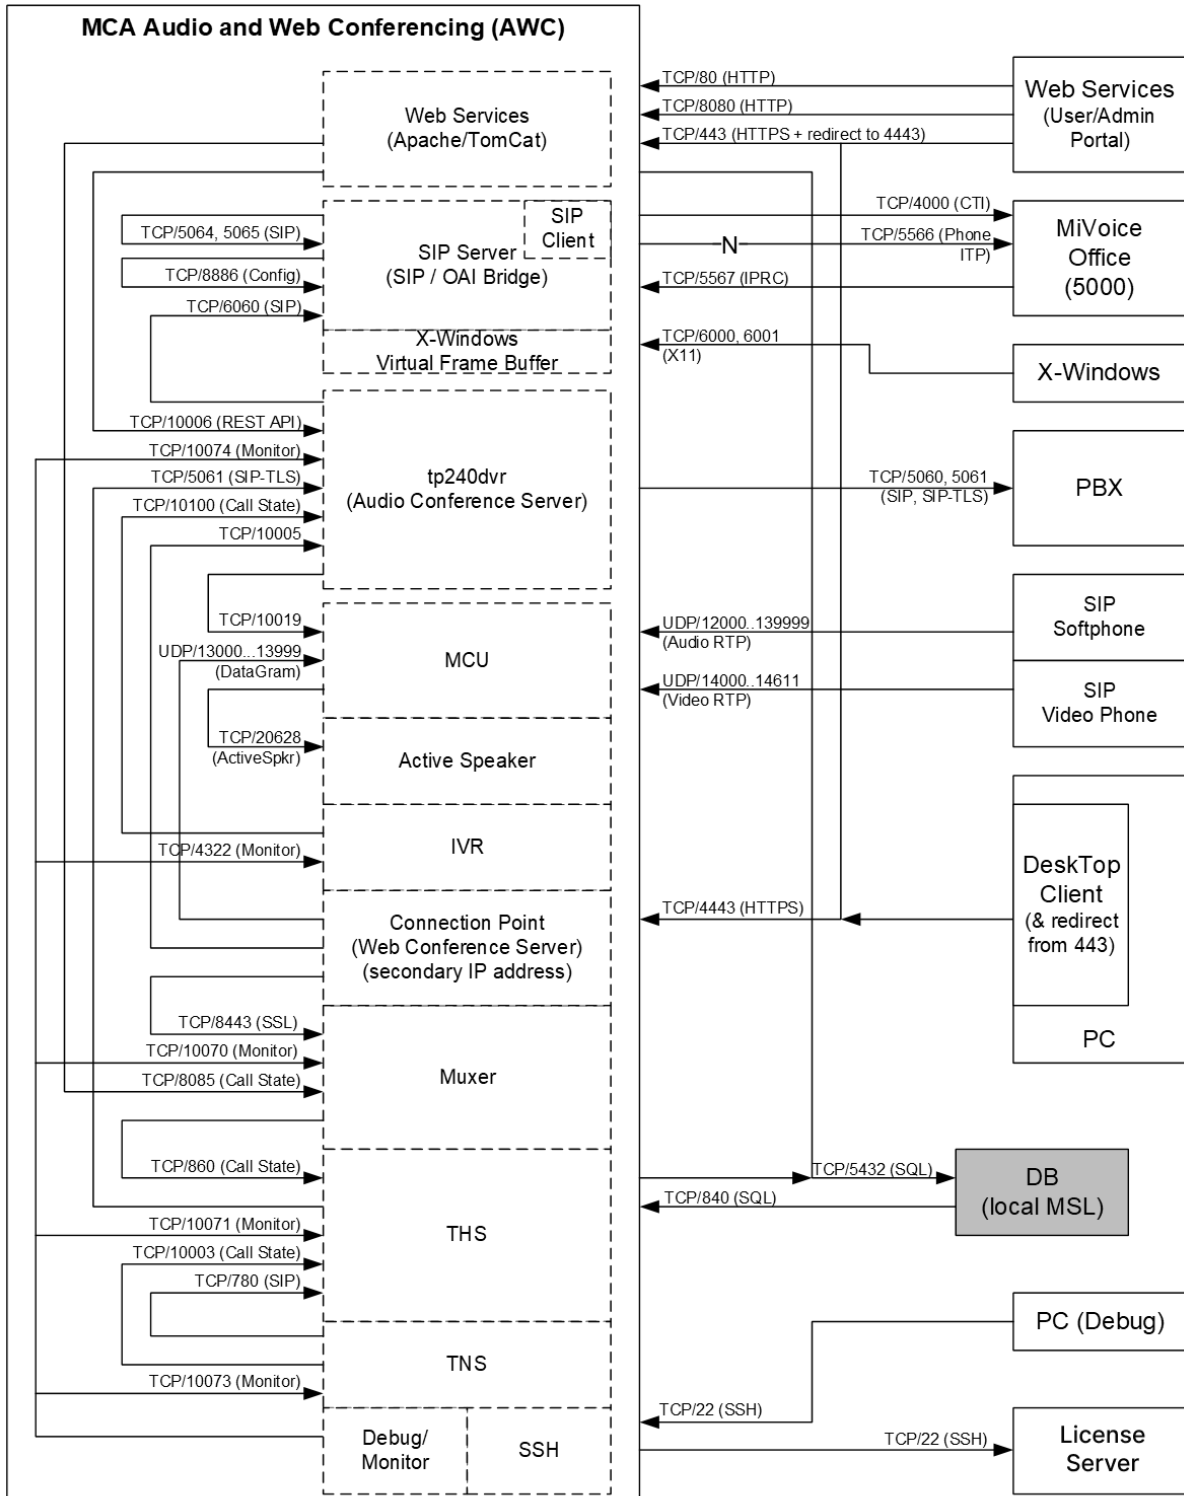 MCA Audio and Web Conferencing (AWC)
Web Services
(Apache/TomCat)
TCP/80 (HTTP)
TCP/8080 (HTTP)
TCP/443 (HTTPS + redirect to 4443)
Web Services
(User/Admin
Portal)
SIP
Client
SIP Server
(SIP / OAI Bridge)
TCP/5064, 5065 (SIP)
TCP/8886 (Config)
TCP/6060 (SIP)
TCP/4000 (CTI)
N
TCP/5566 (Phone
ITP)
TCP/5567 (IPRC)
MiVoice
Office
(5000)
X-Windows
Virtual Frame Buffer
TCP/6000, 6001
(X11)
X-Windows
TCP/10006 (REST API)
TCP/10074 (Monitor)
TCP/5061 (SIP-TLS)
TCP/10100 (Call State)
TCP/10005
tp240dvr
(Audio Conference Server)
TCP/5060, 5061
(SIP, SIP-TLS)
PBX
TCP/10019
UDP/13000...13999
(DataGram)
MCU
UDP/12000..139999
(Audio RTP)
SIP
Softphone
UDP/14000..14611
(Video RTP)
SIP
Video Phone
TCP/20628
(ActiveSpkr)
Active Speaker
IVR
TCP/4322 (Monitor)
Connection Point
(Web Conference Server)
(secondary IP address)
TCP/4443 (HTTPS)
DeskTop
Client
(& redirect
from 443)
PC
TCP/8443 (SSL)
TCP/10070 (Monitor)
TCP/8085 (Call State)
Muxer
TCP/860 (Call State)
TCP/10071 (Monitor)
TCP/10003 (Call State)
TCP/780 (SIP)
THS
TCP/5432 (SQL)
TCP/840 (SQL)
DB
(local MSL)
TNS
TCP/10073 (Monitor)
PC (Debug)
Debug/
Monitor
SSH
TCP/22 (SSH)
TCP/22 (SSH)
License
Server